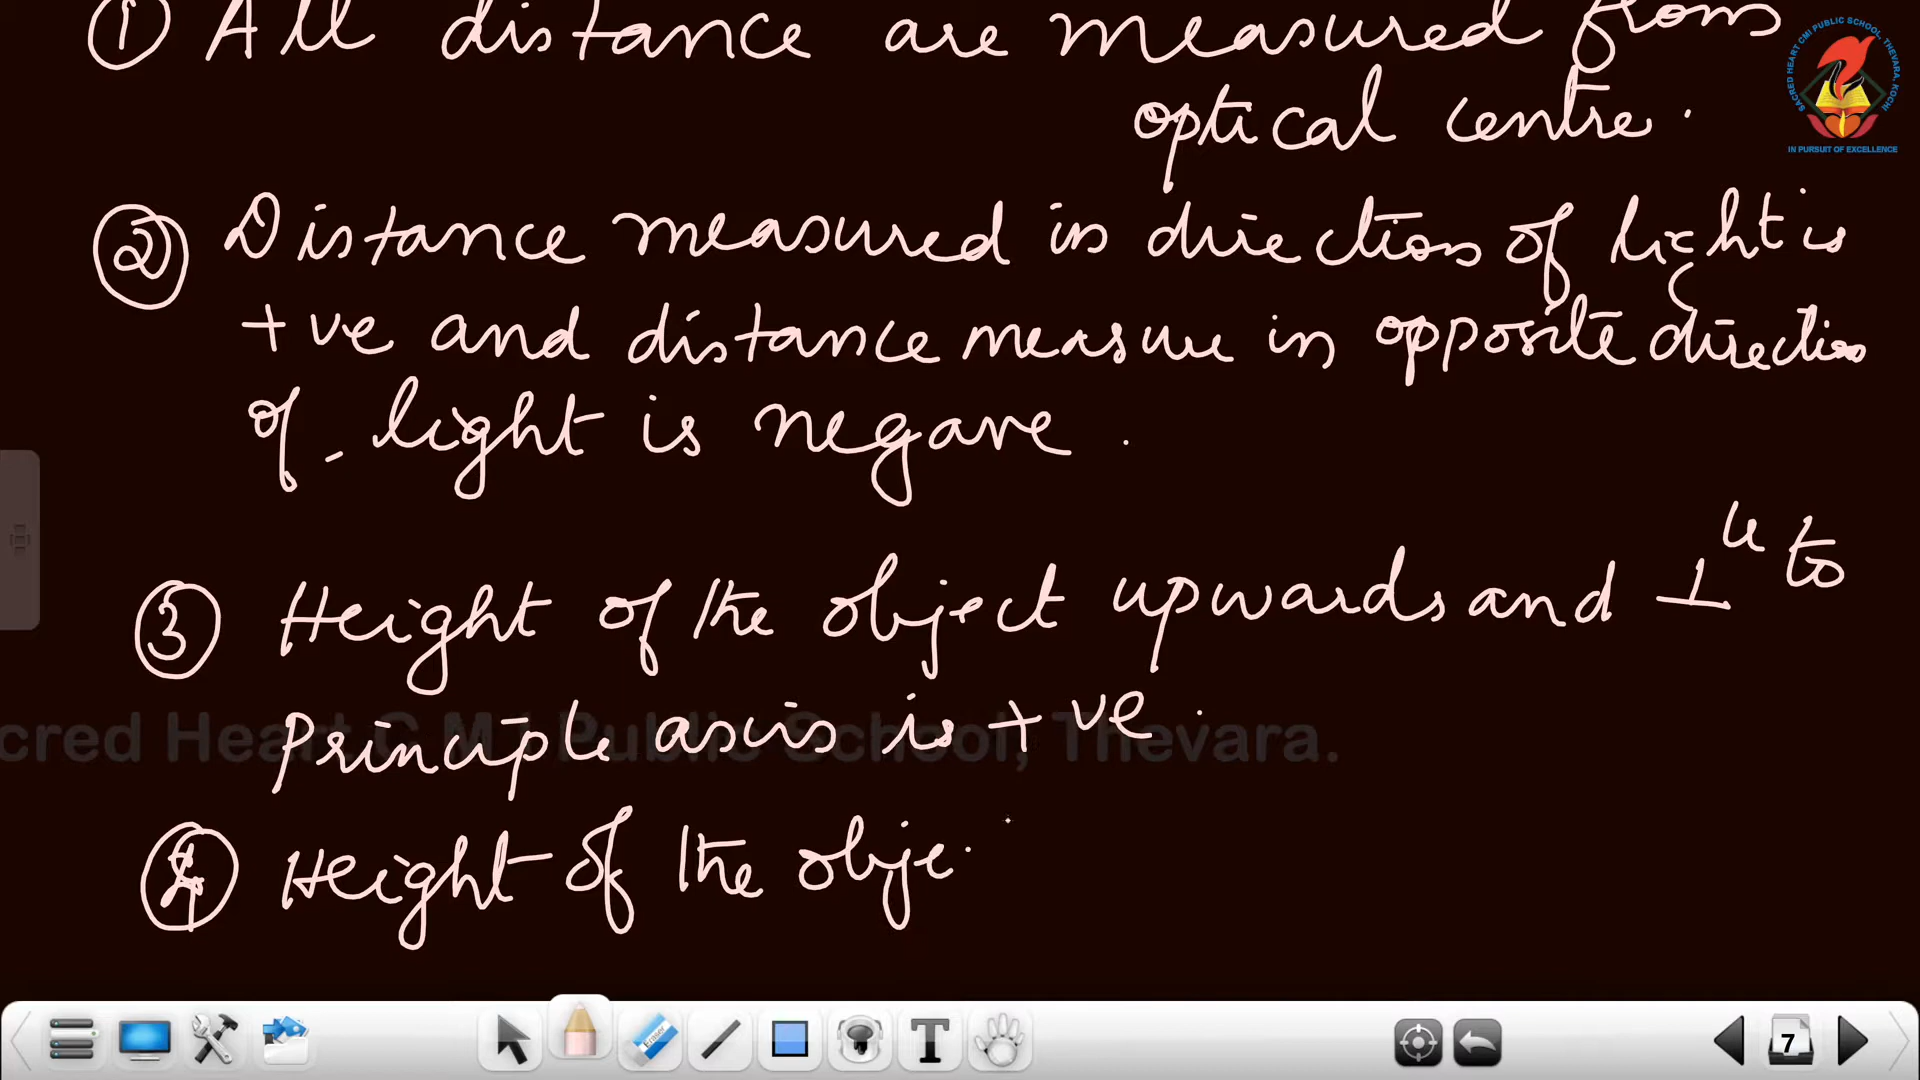 ① All distance are measured from
optical centre.
② Distance measured in direction of light is
+ve and distance measure in opposite direction
of light is negave.
③ Height of the object upwards and ⊥ᵘ to
Principle axis is +ve.
④ Height of the obje
cred Heart C M I Public School, Thevara.
SACRED HEART CMI PUBLIC SCHOOL, THEVARA, KOCHI
IN PURSUIT OF EXCELLENCE
Eraser
T
7